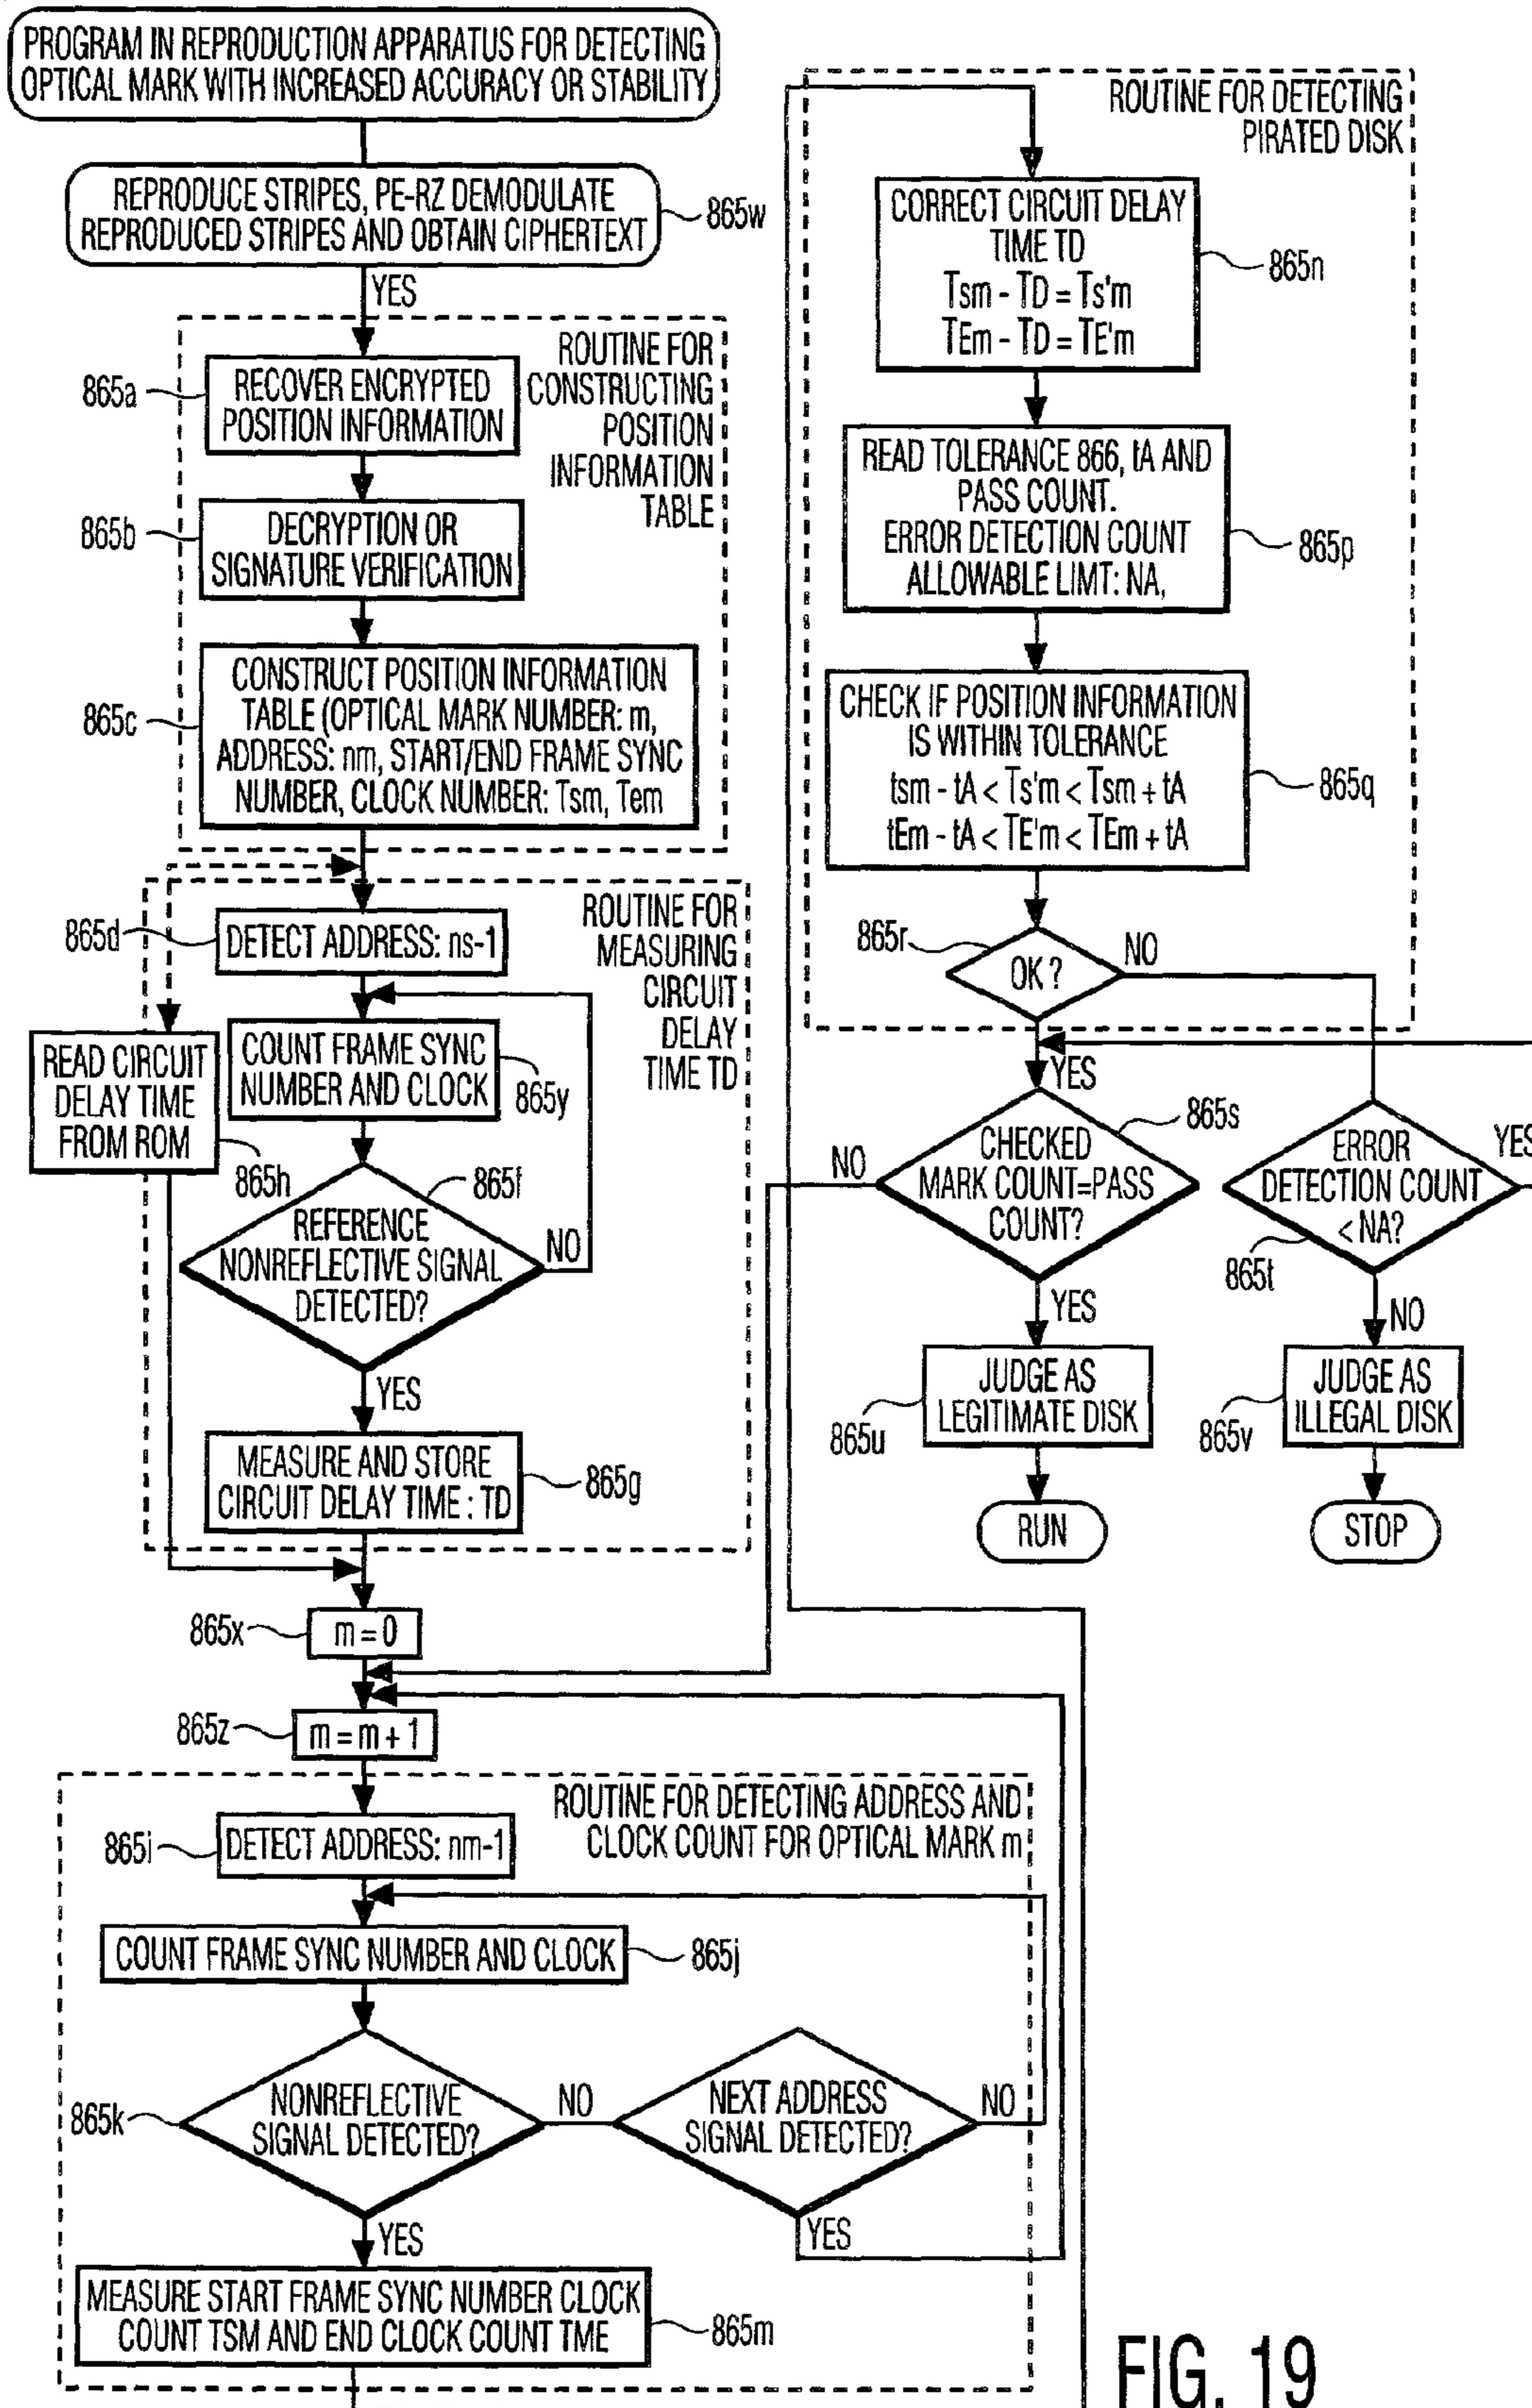 PROGRAM IN REPRODUCTION APPARATUS FOR DETECTING
OPTICAL MARK WITH INCREASED ACCURACY OR STABILITY
REPRODUCE STRIPES, PE-RZ DEMODULATE
REPRODUCED STRIPES AND OBTAIN CIPHERTEXT
865w
YES
ROUTINE FOR
CONSTRUCTING
POSITION
INFORMATION
TABLE
865a
RECOVER ENCRYPTED
POSITION INFORMATION
865b
DECRYPTION OR
SIGNATURE VERIFICATION
865c
CONSTRUCT POSITION INFORMATION
TABLE (OPTICAL MARK NUMBER: m,
ADDRESS: nm, START/END FRAME SYNC
NUMBER, CLOCK NUMBER: Tsm, Tem
ROUTINE FOR
MEASURING
CIRCUIT
DELAY
TIME TD
865d
DETECT ADDRESS: ns-1
COUNT FRAME SYNC
NUMBER AND CLOCK
865y
READ CIRCUIT
DELAY TIME
FROM ROM
865h
865f
REFERENCE
NONREFLECTIVE SIGNAL
DETECTED?
NO
YES
MEASURE AND STORE
CIRCUIT DELAY TIME : TD
865g
865x
m = 0
865z
m = m + 1
ROUTINE FOR DETECTING ADDRESS AND
CLOCK COUNT FOR OPTICAL MARK m
865i
DETECT ADDRESS: nm-1
COUNT FRAME SYNC NUMBER AND CLOCK
865j
865k
NONREFLECTIVE
SIGNAL DETECTED?
NO
NEXT ADDRESS
SIGNAL DETECTED?
NO
YES
YES
MEASURE START FRAME SYNC NUMBER CLOCK
COUNT TSM AND END CLOCK COUNT TME
865m
ROUTINE FOR DETECTING
PIRATED DISK
CORRECT CIRCUIT DELAY
TIME TD
Tsm - TD = Ts'm
TEm - TD = TE'm
865n
READ TOLERANCE 866, tA AND
PASS COUNT.
ERROR DETECTION COUNT
ALLOWABLE LIMT: NA,
865p
CHECK IF POSITION INFORMATION
IS WITHIN TOLERANCE
tsm - tA < Ts'm < Tsm + tA
tEm - tA < TE'm < TEm + tA
865q
865r
OK ?
NO
YES
865s
CHECKED
MARK COUNT=PASS
COUNT?
NO
YES
ERROR
DETECTION COUNT
< NA?
865t
YES
NO
JUDGE AS
LEGITIMATE DISK
865u
JUDGE AS
ILLEGAL DISK
865v
RUN
STOP
FIG. 19